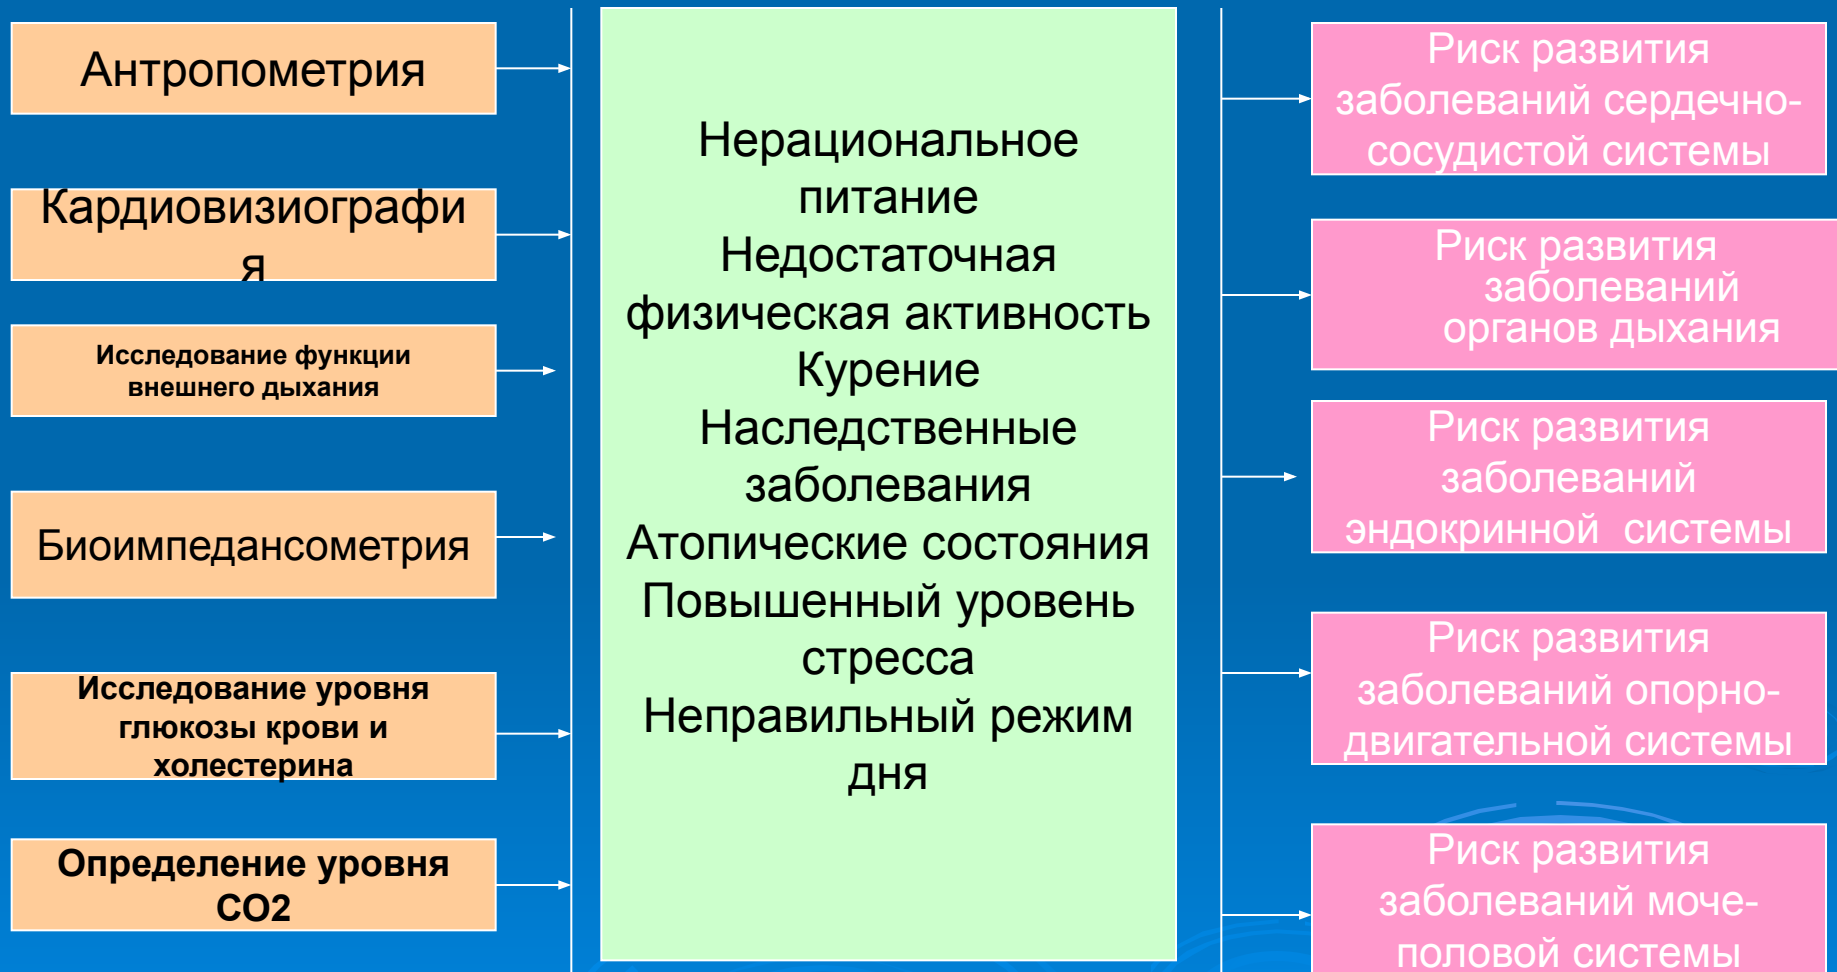 Антропометрия
Кардиовизиографи
я
Исследование функции
внешнего дыхания
Биоимпедансометрия
Исследование уровня
глюкозы крови и
холестерина
Определение уровня
СО2
Нерациональное
питание
Недостаточная
физическая активность
Курение
Наследственные
заболевания
Атопические состояния
Повышенный уровень
стресса
Неправильный режим
дня
Риск развития
заболеваний сердечно-
сосудистой системы
Риск развития
заболеваний
органов дыхания
Риск развития
заболеваний
эндокринной системы
Риск развития
заболеваний опорно-
двигательной системы
Риск развития
заболеваний моче-
половой системы